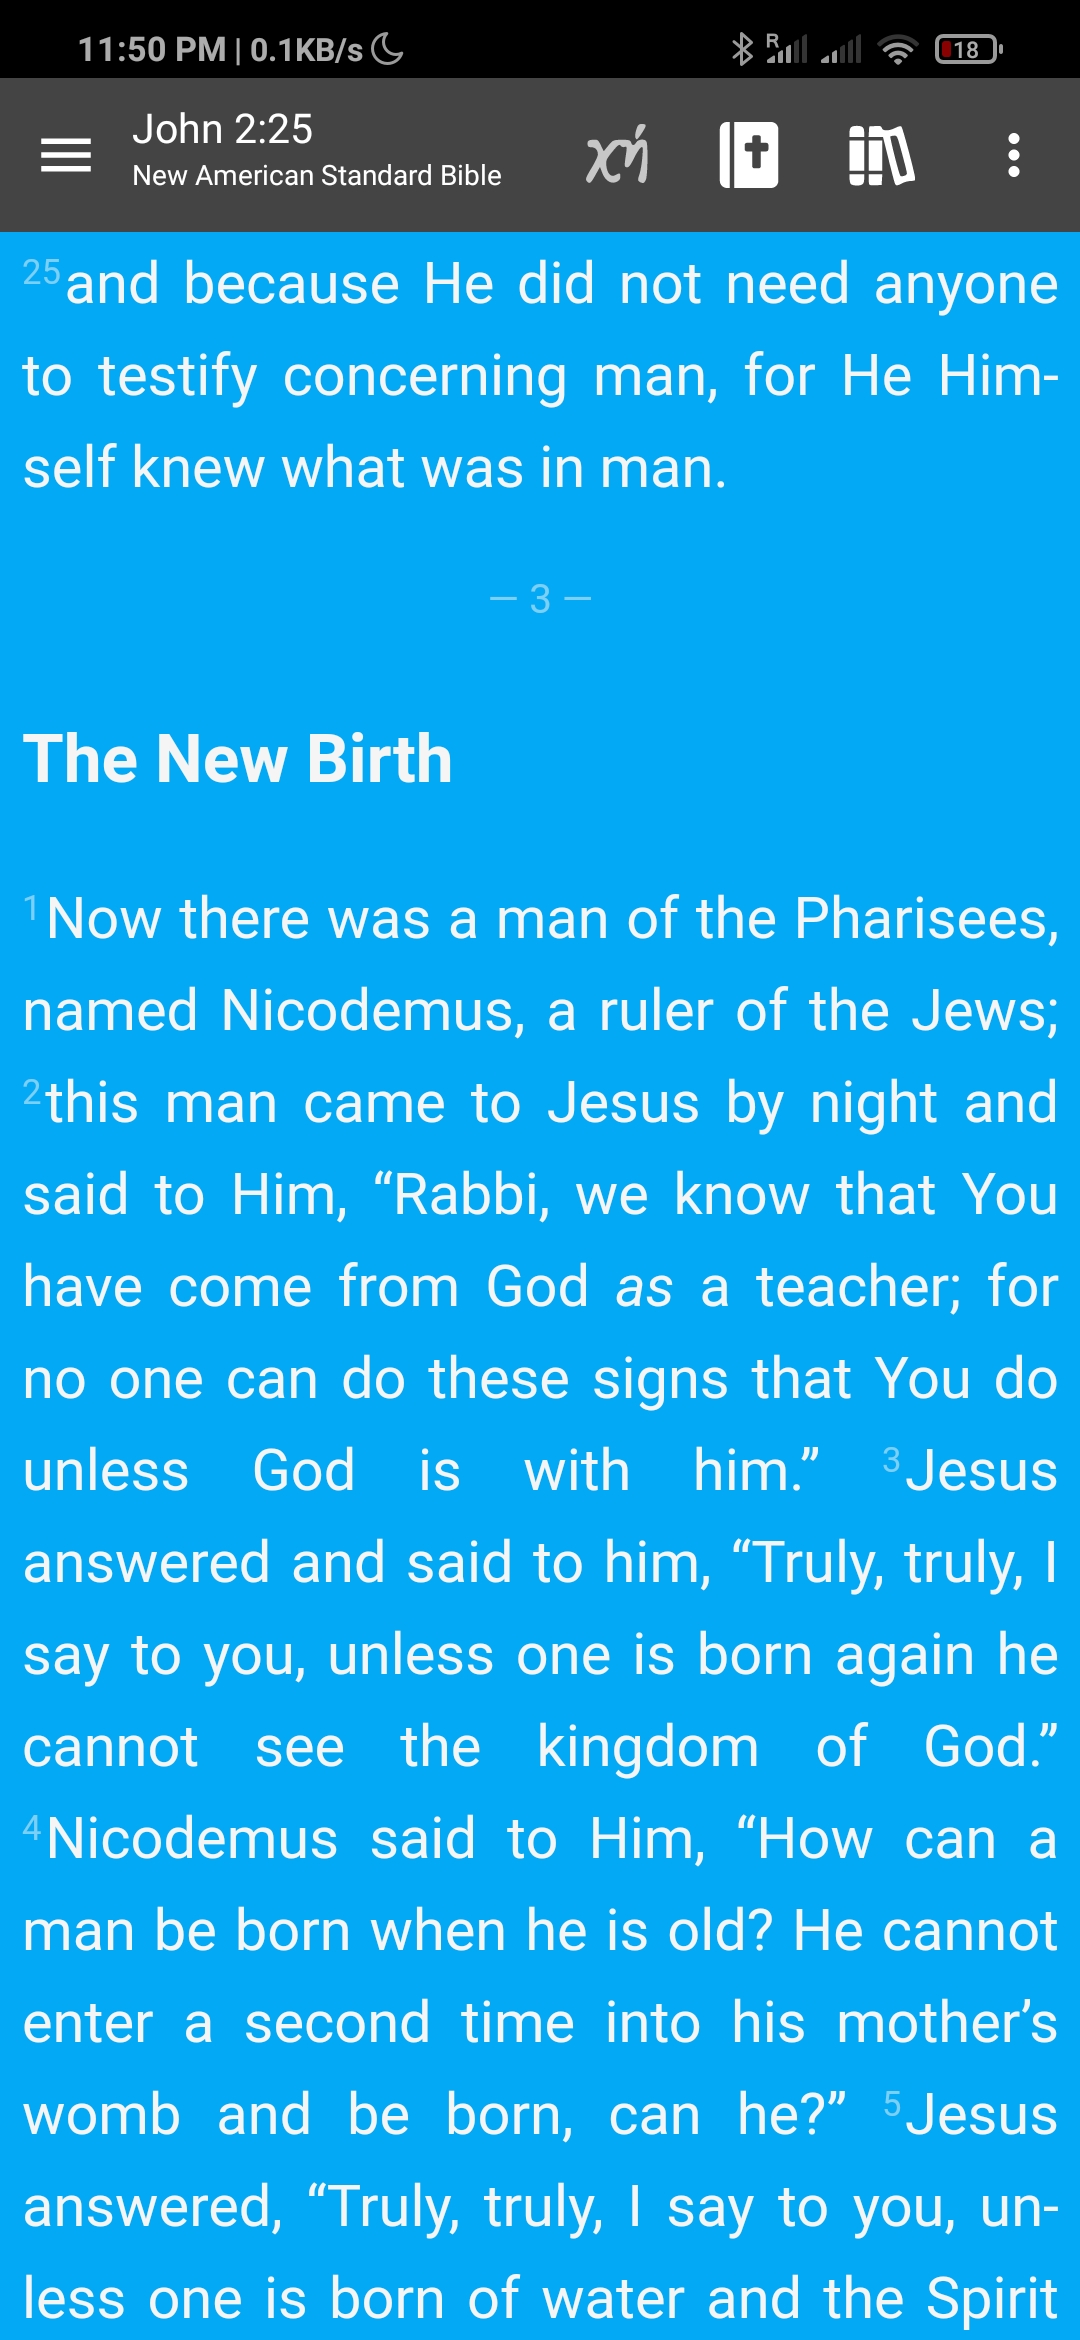 11:50 PM | 0.1KB/s
R
18
John 2:25
New American Standard Bible
χή
25 and because He did not need anyone
to testify concerning man, for He Him-
self knew what was in man.
— 3 —
The New Birth
1 Now there was a man of the Pharisees,
named Nicodemus, a ruler of the Jews;
2 this man came to Jesus by night and
said to Him, “Rabbi, we know that You
have come from God as a teacher; for
no one can do these signs that You do
unless God is with him.” 3 Jesus
answered and said to him, “Truly, truly, I
say to you, unless one is born again he
cannot see the kingdom of God.”
4 Nicodemus said to Him, “How can a
man be born when he is old? He cannot
enter a second time into his mother’s
womb and be born, can he?” 5 Jesus
answered, “Truly, truly, I say to you, un-
less one is born of water and the Spirit